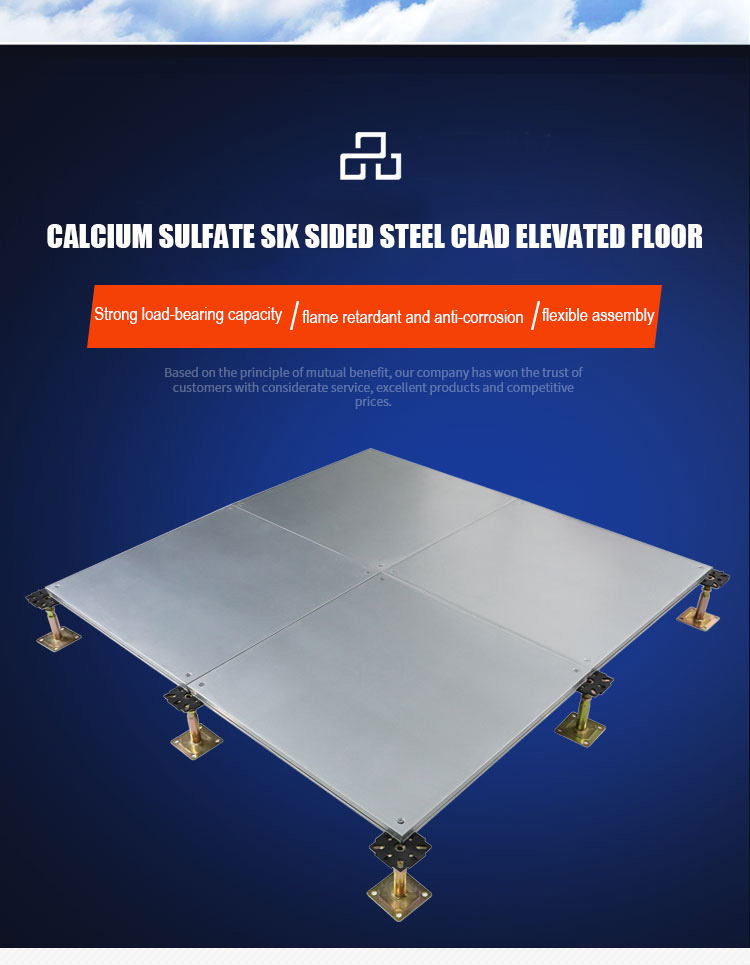 CALCIUM SULFATE SIX SIDED STEEL CLAD ELEVATED FLOOR
Strong load-bearing capacity / flame retardant and anti-corrosion / flexible assembly
Based on the principle of mutual benefit, our company has won the trust of
customers with considerate service, excellent products and competitive
prices.